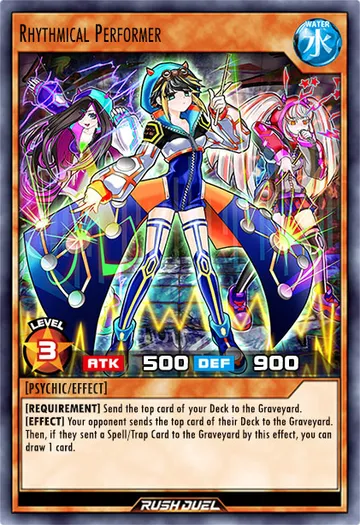 Rhythmical Performer
WATER
水
LEVEL
3
ATK 500 DEF 900
[PSYCHIC/EFFECT]
[REQUIREMENT] Send the top card of your Deck to the Graveyard.
[EFFECT] Your opponent sends the top card of their Deck to the Graveyard.
Then, if they sent a Spell/Trap Card to the Graveyard by this effect, you can
draw 1 card.
RUSH DUEL